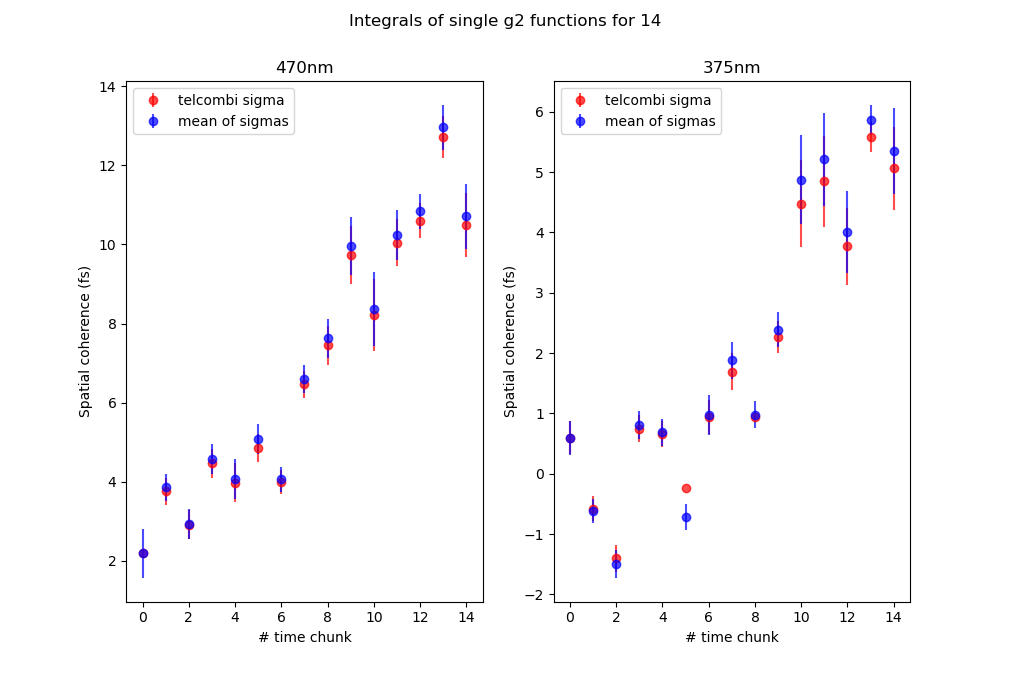 Integrals of single g2 functions for 14
470nm
telcombi sigma
mean of sigmas
14
12
10
8
6
4
2
Spatial coherence (fs)
0 2 4 6 8 10 12 14
# time chunk
375nm
telcombi sigma
mean of sigmas
6
5
4
3
2
1
0
−1
−2
Spatial coherence (fs)
0 2 4 6 8 10 12 14
# time chunk